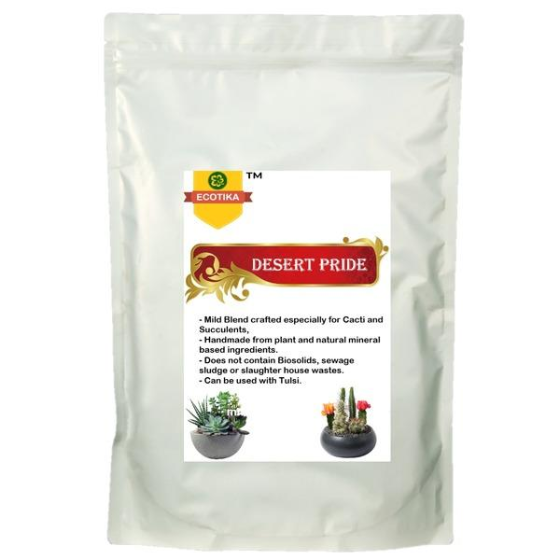 TM
ECOTIKA
DESERT PRIDE
- Mild Blend crafted especially for Cacti and
Succulents,
- Handmade from plant and natural mineral
based ingredients.
- Does not contain Biosolids, sewage
sludge or slaughter house wastes.
- Can be used with Tulsi.